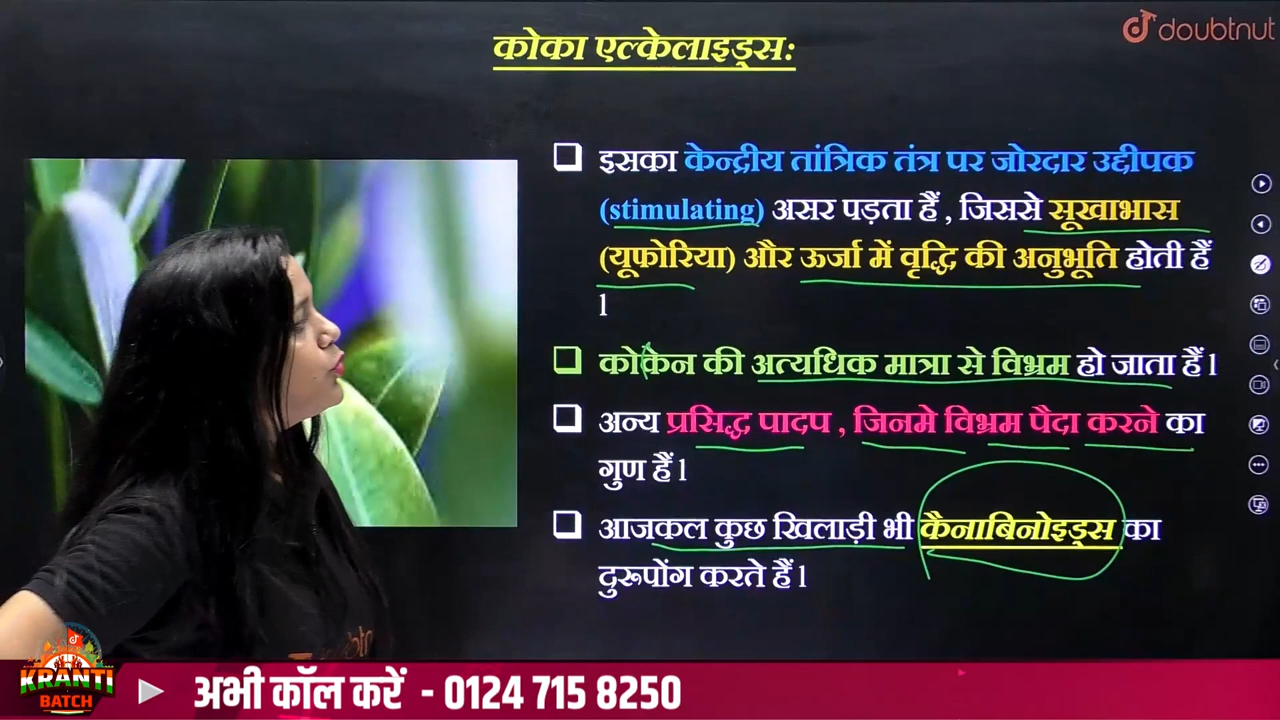 doubtnut
कोका एल्केलाइड्स:
इसका केन्द्रीय तांत्रिक तंत्र पर जोरदार उद्दीपक
(stimulating) असर पड़ता हैं , जिससे सूखाभास
(यूफोरिया) और ऊर्जा में वृद्धि की अनुभूति होती हैं
l
कोकेन की अत्यधिक मात्रा से विभ्रम हो जाता हैं l
अन्य प्रसिद्ध पादप , जिनमे विभ्रम पैदा करने का
गुण हैं l
आजकल कुछ खिलाड़ी भी कैनाबिनोइड्स का
दुरूपोंग करते हैं l
KRANTI
BATCH
अभी कॉल करें - 0124 715 8250